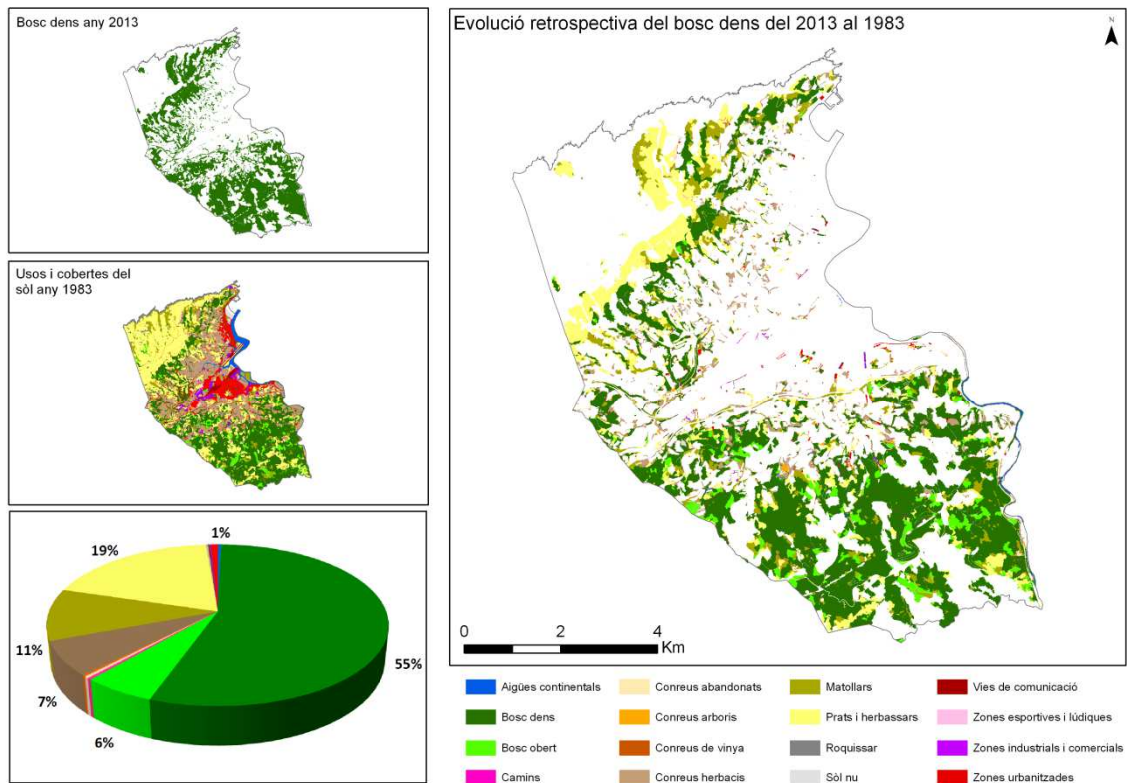 Bosc dens any 2013
Usos i cobertes del
sòl any 1983
1%
19%
11%
7%
6%
55%
Evolució retrospectiva del bosc dens del 2013 al 1983
N
0 2 4
Km
Aigües continentals
Bosc dens
Bosc obert
Camins
Conreus abandonats
Conreus arboris
Conreus de vinya
Conreus herbacis
Matollars
Prats i herbassars
Roquissar
Sòl nu
Vies de comunicació
Zones esportives i lúdiques
Zones industrials i comercials
Zones urbanitzades